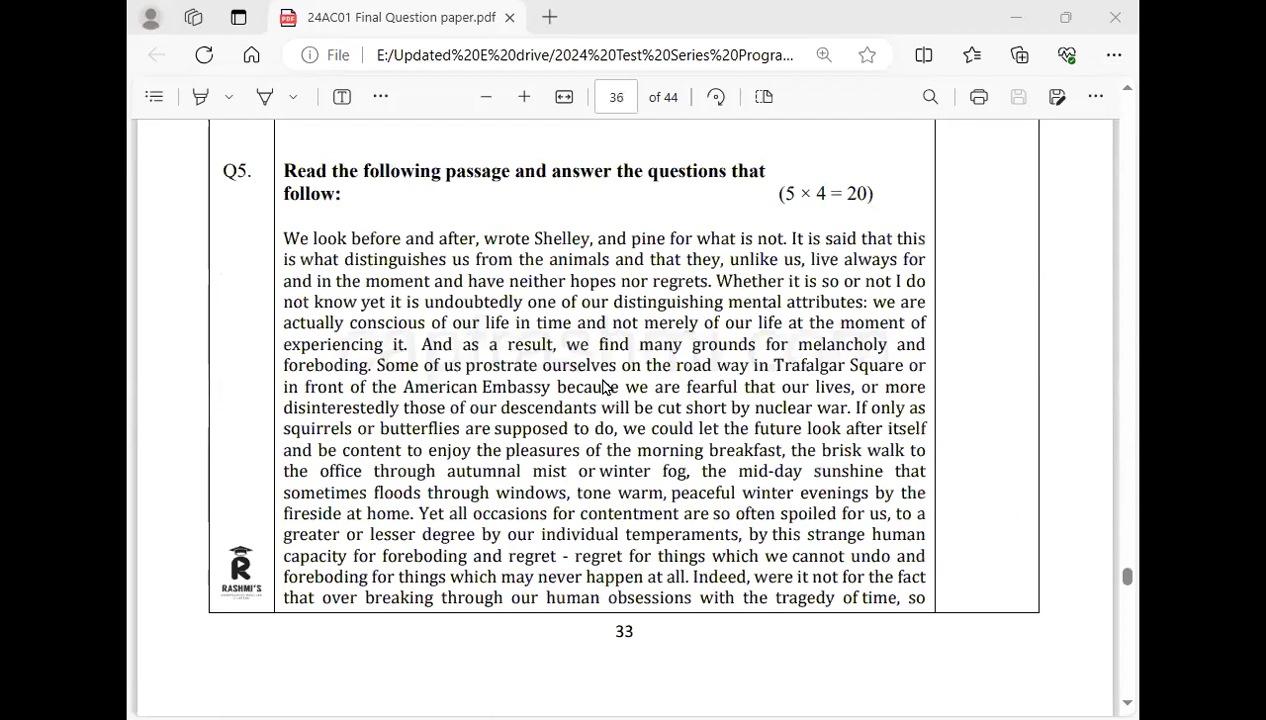 24AC01 Final Question paper.pdf
File
E:/Updated%20E%20drive/2024%20Test%20Series%20Progra...
36 of 44
Q5.
Read the following passage and answer the questions that
follow:
(5 × 4 = 20)
We look before and after, wrote Shelley, and pine for what is not. It is said that this
is what distinguishes us from the animals and that they, unlike us, live always for
and in the moment and have neither hopes nor regrets. Whether it is so or not I do
not know yet it is undoubtedly one of our distinguishing mental attributes: we are
actually conscious of our life in time and not merely of our life at the moment of
experiencing it. And as a result, we find many grounds for melancholy and
foreboding. Some of us prostrate ourselves on the road way in Trafalgar Square or
in front of the American Embassy because we are fearful that our lives, or more
disinterestedly those of our descendants will be cut short by nuclear war. If only as
squirrels or butterflies are supposed to do, we could let the future look after itself
and be content to enjoy the pleasures of the morning breakfast, the brisk walk to
the office through autumnal mist or winter fog, the mid-day sunshine that
sometimes floods through windows, tone warm, peaceful winter evenings by the
fireside at home. Yet all occasions for contentment are so often spoiled for us, to a
greater or lesser degree by our individual temperaments, by this strange human
capacity for foreboding and regret - regret for things which we cannot undo and
foreboding for things which may never happen at all. Indeed, were it not for the fact
that over breaking through our human obsessions with the tragedy of time, so
R
RASHMI'S
33